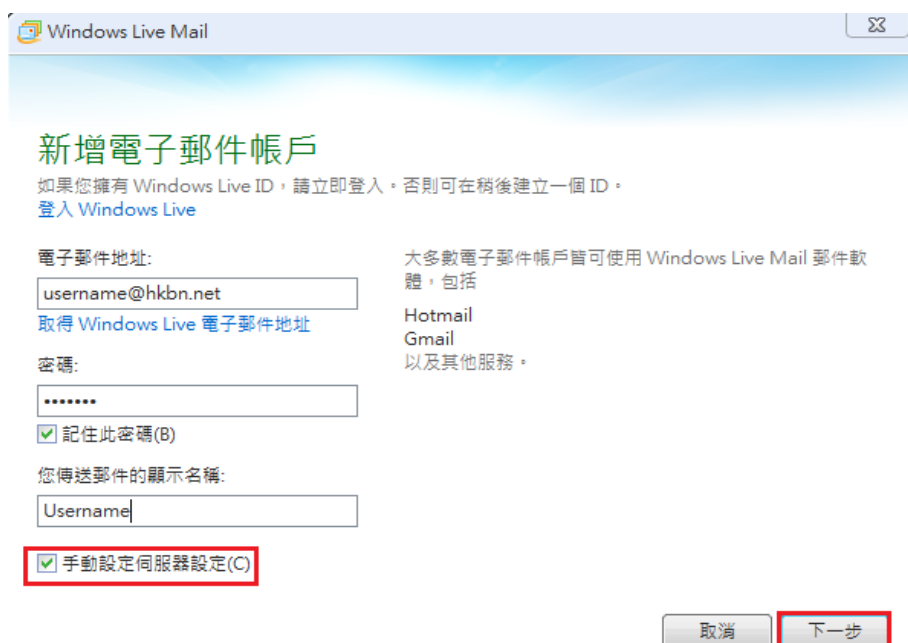 Windows Live Mail
新增電子郵件帳戶
如果您擁有 Windows Live ID，請立即登入。否則可在稍後建立一個 ID。
登入 Windows Live
電子郵件地址:
username@hkbn.net
取得 Windows Live 電子郵件地址
密碼:
•••••••
記住此密碼(B)
您傳送郵件的顯示名稱:
Username
手動設定伺服器設定(C)
大多數電子郵件帳戶皆可使用 Windows Live Mail 郵件軟
體，包括
Hotmail
Gmail
以及其他服務。
取消
下一步